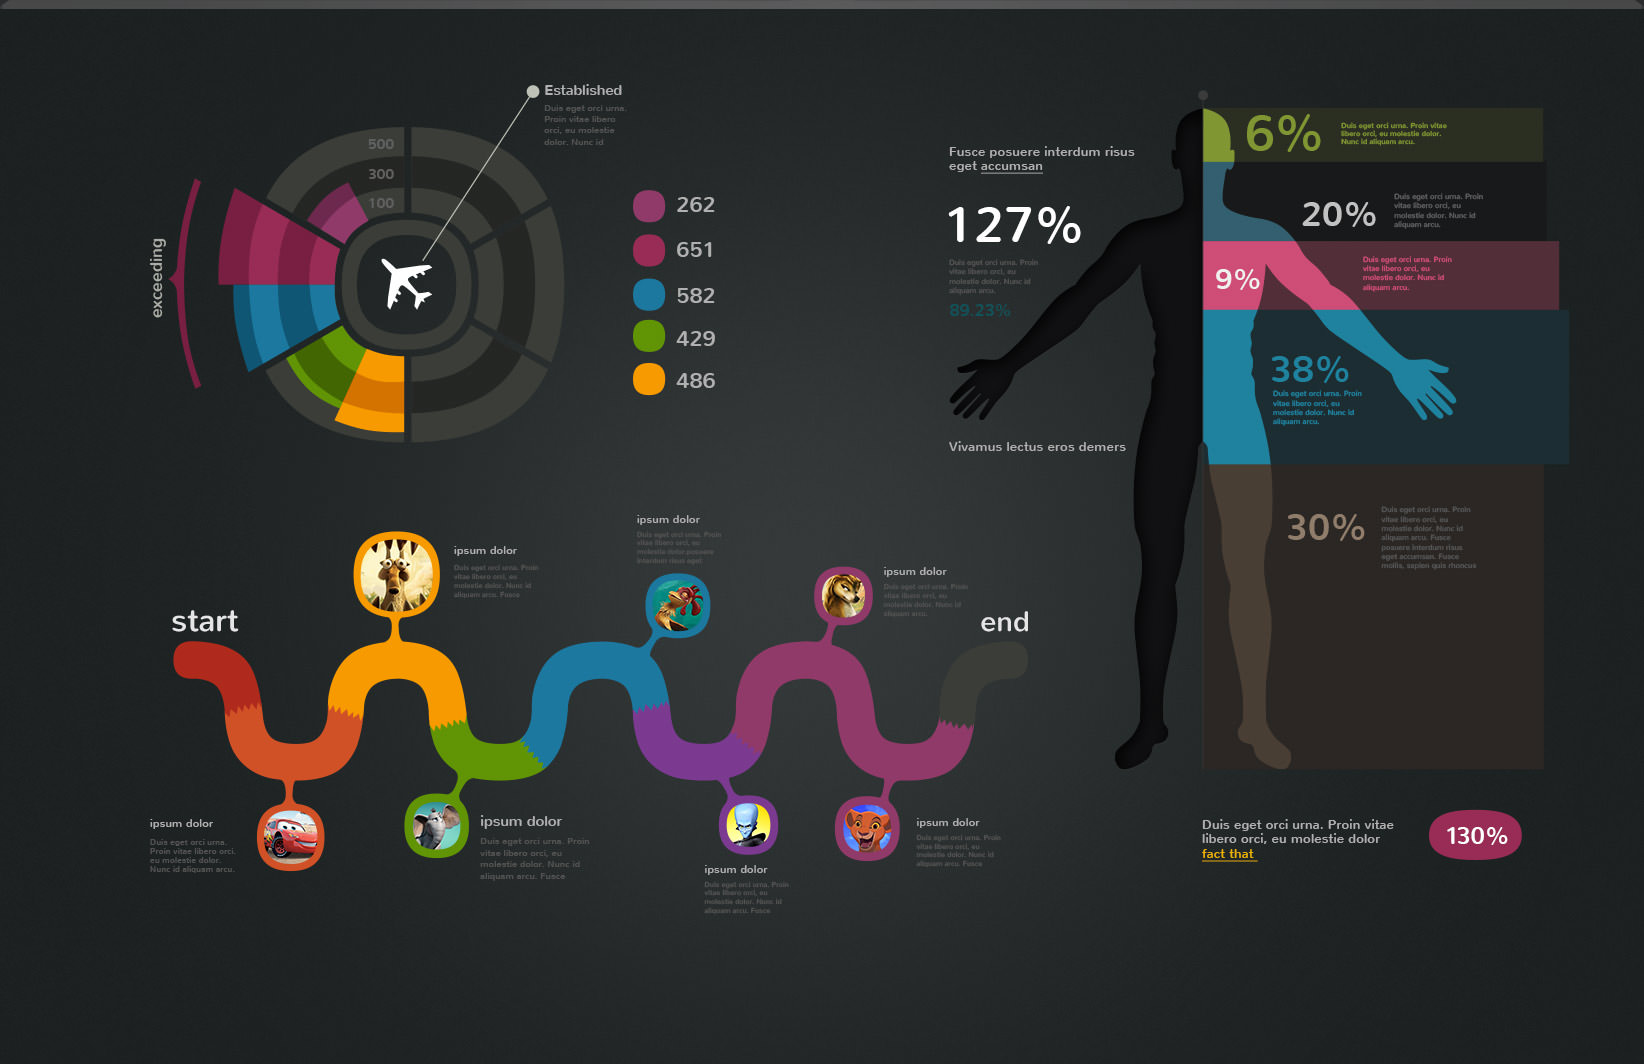 Established
Duis eget orci urna.
Proin vitae libero
orci, eu molestie
dolor. Nunc id
500
300
100
exceeding
262
651
582
429
486
Fusce posuere interdum risus
eget accumsan
127%
Duis eget orci urna. Proin
vitae libero orci, eu
molestie dolor. Nunc id
aliquam arcu.
89.23%
Vivamus lectus eros demers
6%
Duis eget orci urna. Proin vitae
libero orci, eu molestie dolor.
Nunc id aliquam arcu.
20%
Duis eget orci urna. Proin
vitae libero orci, eu
molestie dolor. Nunc id
aliquam arcu.
9%
Duis eget orci urna. Proin
vitae libero orci, eu
molestie dolor. Nunc id
aliquam arcu.
38%
Duis eget orci urna. Proin
vitae libero orci, eu
molestie dolor. Nunc id
aliquam arcu.
30%
Duis eget orci urna. Proin
vitae libero orci, eu
molestie dolor. Nunc id
aliquam arcu. Fusce
posuere interdum risus
eget accumsan. Fusce
mollis, sapien quis rhoncus
start
ipsum dolor
Duis eget orci urna. Proin
vitae libero orci, eu
molestie dolor. Nunc id
aliquam arcu. Fusce
ipsum dolor
Duis eget orci urna. Proin
vitae libero orci, eu
molestie dolor posuere
interdum risus eget
ipsum dolor
Duis eget orci urna. Proin
vitae libero orci, eu
molestie dolor. Nunc id
aliquam arcu.
end
ipsum dolor
Duis eget orci urna.
Proin vitae libero orci.
eu molestie dolor.
Nunc id aliquam arcu.
ipsum dolor
Duis eget orci urna. Proin
vitae libero orci, eu
molestie dolor. Nunc id
aliquam arcu. Fusce
ipsum dolor
Duis eget orci urna. Proin
vitae libero orci, eu
molestie dolor. Nunc id
aliquam arcu. Fusce
ipsum dolor
Duis eget orci urna. Proin
vitae libero orci, eu
molestie dolor. Nunc id
aliquam arcu. Fusce
Duis eget orci urna. Proin vitae
libero orci, eu molestie dolor
fact that
130%